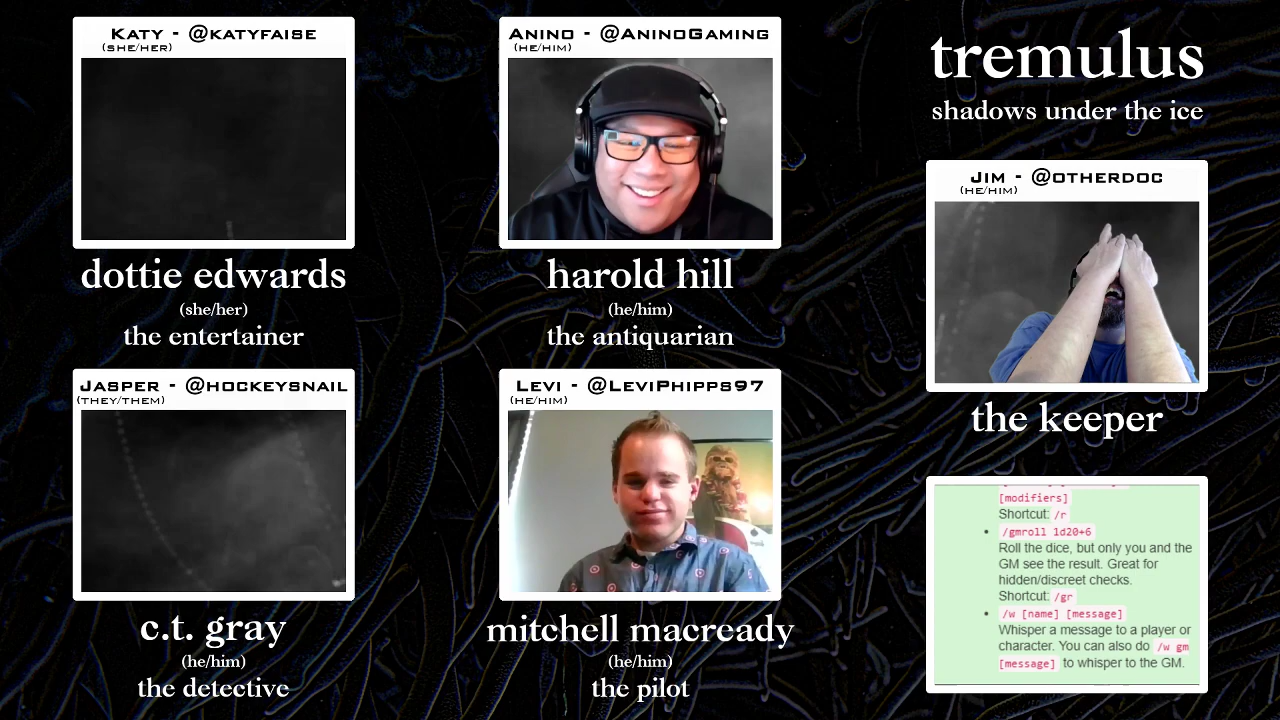 Katy - @katyfaise
(she/her)
dottie edwards
(she/her)
the entertainer
Anino - @AninoGaming
(he/him)
harold hill
(he/him)
the antiquarian
tremulus
shadows under the ice
Jim - @otherdoc
(he/him)
the keeper
Jasper - @hockeysnail
(they/them)
c.t. gray
(he/him)
the detective
Levi - @LeviPhipps97
(he/him)
mitchell macready
(he/him)
the pilot
[modifiers]
Shortcut: /r
• /gmroll 1d20+6
Roll the dice, but only you and the
GM see the result. Great for
hidden/discreet checks.
Shortcut: /gr
• /w [name] [message]
Whisper a message to a player or
character. You can also do /w gm
[message] to whisper to the GM.